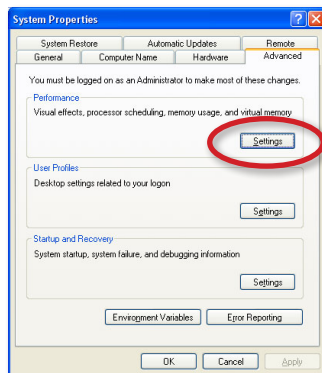 System Properties
System Restore Automatic Updates Remote
General Computer Name Hardware Advanced
You must be logged on as an Administrator to make most of these changes.
Performance
Visual effects, processor scheduling, memory usage, and virtual memory
Settings
User Profiles
Desktop settings related to your logon
Settings
Startup and Recovery
System startup, system failure, and debugging information
Settings
Environment Variables Error Reporting
OK Cancel Apply